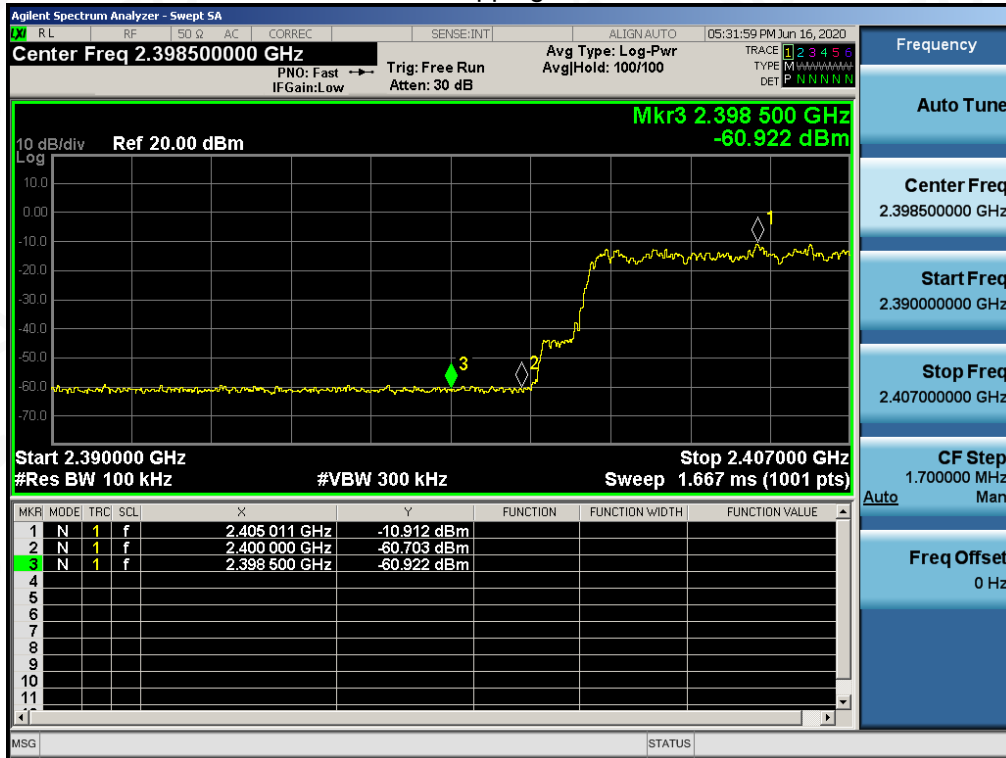 Agilent Spectrum Analyzer - Swept SA
LXI RL RF 50 Ω AC CORREC SENSE:INT ALIGN AUTO 05:31:59 PM Jun 16, 2020
Center Freq 2.398500000 GHz
PNO: Fast
IFGain:Low
Trig: Free Run
Atten: 30 dB
Avg Type: Log-Pwr
Avg|Hold: 100/100
TRACE 1 2 3 4 5 6
TYPE M WWWWW
DET P N N N N N
Mkr3 2.398 500 GHz
-60.922 dBm
10 dB/div Ref 20.00 dBm
Log
10.0
0.00
-10.0
-20.0
-30.0
-40.0
-50.0
-60.0
-70.0
1
2
3
Start 2.390000 GHz Stop 2.407000 GHz
#Res BW 100 kHz #VBW 300 kHz Sweep 1.667 ms (1001 pts)
MKR MODE TRC SCL X Y FUNCTION FUNCTION WIDTH FUNCTION VALUE
1 N 1 f 2.405 011 GHz -10.912 dBm
2 N 1 f 2.400 000 GHz -60.703 dBm
3 N 1 f 2.398 500 GHz -60.922 dBm
4
5
6
7
8
9
10
11
MSG STATUS
Frequency
Auto Tune
Center Freq
2.398500000 GHz
Start Freq
2.390000000 GHz
Stop Freq
2.407000000 GHz
CF Step
1.700000 MHz
Auto Man
Freq Offset
0 Hz